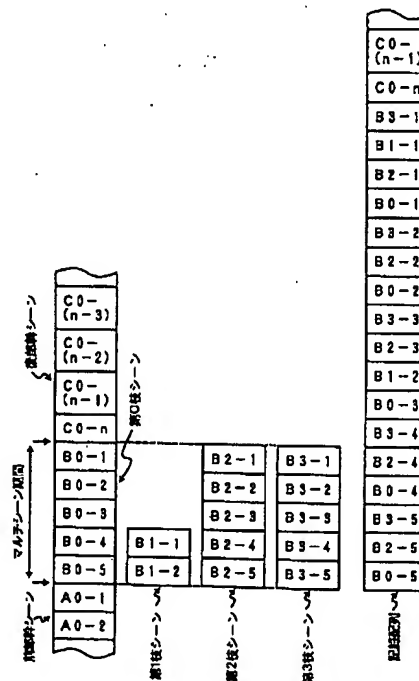 後部幹シーン
マルチシーン期間
前部幹シーン
C0-
(n-3)
C0-
(n-2)
C0-
(n-1)
C0-n
B0-1
B0-2
B0-3
B0-4
B0-5
A0-1
A0-2
第0枝シーン
B1-1
B1-2
第1枝シーン
B2-1
B2-2
B2-3
B2-4
B2-5
第2枝シーン
B3-1
B3-2
B3-3
B3-4
B3-5
第3枝シーン
C0-
(n-1)
C0-n
B3-1
B1-1
B2-1
B0-1
B3-2
B2-2
B0-2
B3-3
B2-3
B1-2
B0-3
B3-4
B2-4
B0-4
B3-5
B2-5
B0-5
記録配列